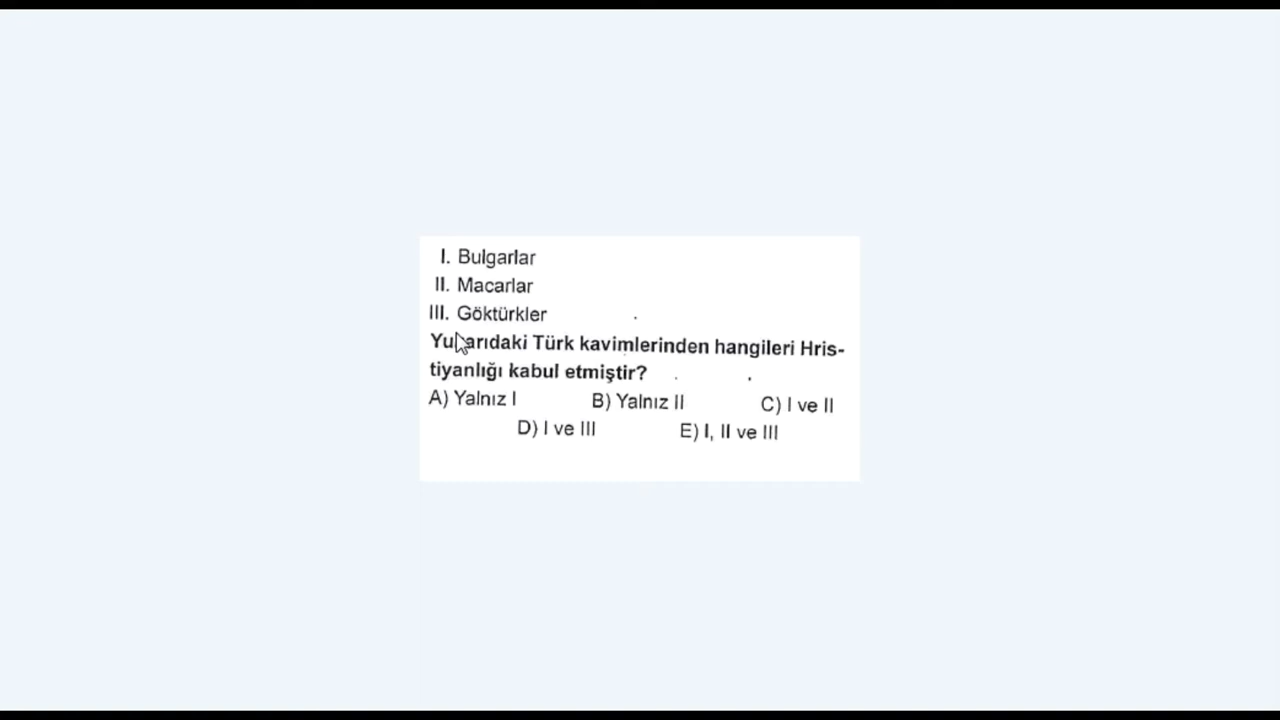 I. Bulgarlar
II. Macarlar
III. Göktürkler
Yukarıdaki Türk kavimlerinden hangileri Hris-
tiyanlığı kabul etmiştir?
A) Yalnız I B) Yalnız II C) I ve II
D) I ve III E) I, II ve III